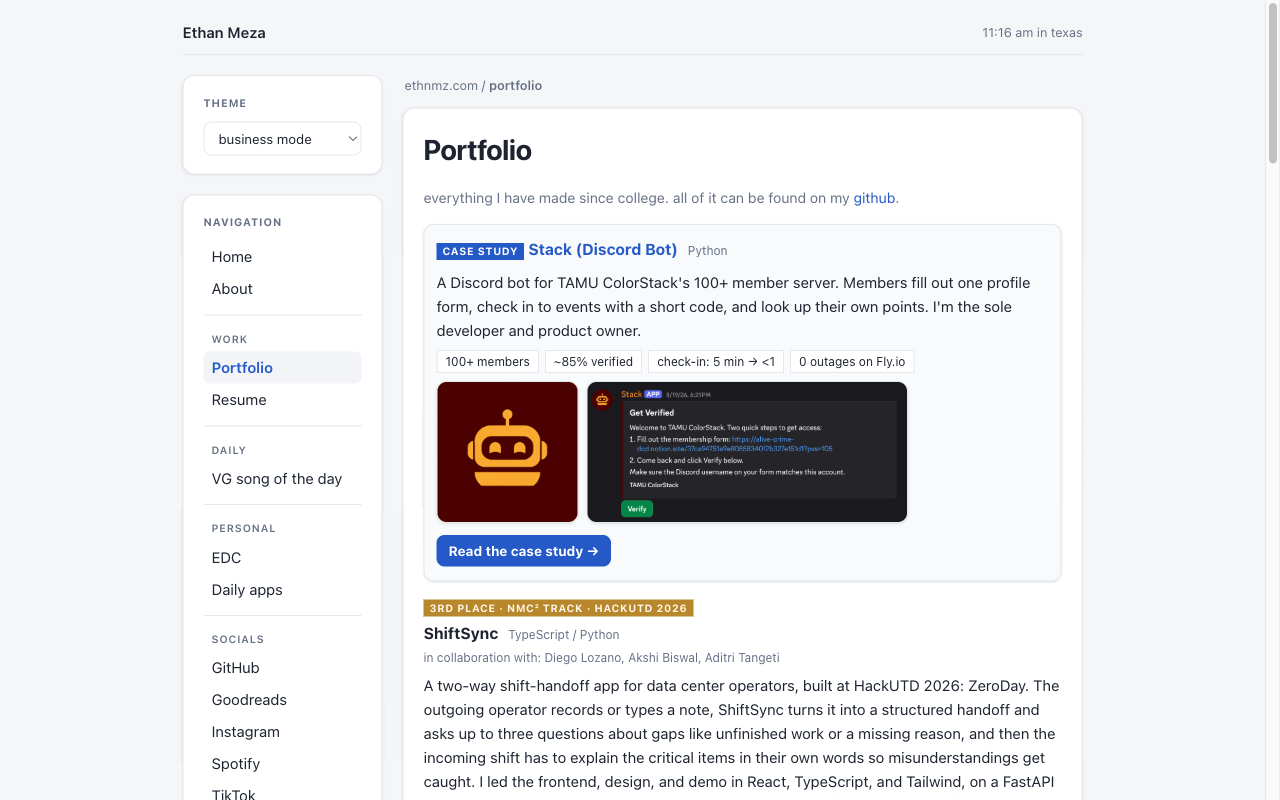 Ethan Meza
11:16 am in texas
THEME
business mode
NAVIGATION
Home
About
WORK
Portfolio
Resume
DAILY
VG song of the day
PERSONAL
EDC
Daily apps
SOCIALS
GitHub
Goodreads
Instagram
Spotify
TikTok
ethnmz.com / portfolio
Portfolio
everything I have made since college. all of it can be found on my github.
CASE STUDY Stack (Discord Bot) Python
A Discord bot for TAMU ColorStack's 100+ member server. Members fill out one profile
form, check in to events with a short code, and look up their own points. I'm the sole
developer and product owner.
100+ members ~85% verified check-in: 5 min → <1 0 outages on Fly.io
Stack APP 8/19/26, 6:21 PM
Get Verified
Welcome to TAMU ColorStack. Two quick steps to get access:
1. Fill out the membership form: https://alive-crime-
2. Come back and click Verify below.
Make sure the Discord username on your form matches this account.
TAMU ColorStack
Verify
Read the case study →
3RD PLACE · NMC² TRACK · HACKUTD 2026
ShiftSync TypeScript / Python
in collaboration with: Diego Lozano, Akshi Biswal, Aditri Tangeti
A two-way shift-handoff app for data center operators, built at HackUTD 2026: ZeroDay. The
outgoing operator records or types a note, ShiftSync turns it into a structured handoff and
asks up to three questions about gaps like unfinished work or a missing reason, and then the
incoming shift has to explain the critical items in their own words so misunderstandings get
caught. I led the frontend, design, and demo in React, TypeScript, and Tailwind, on a FastAPI